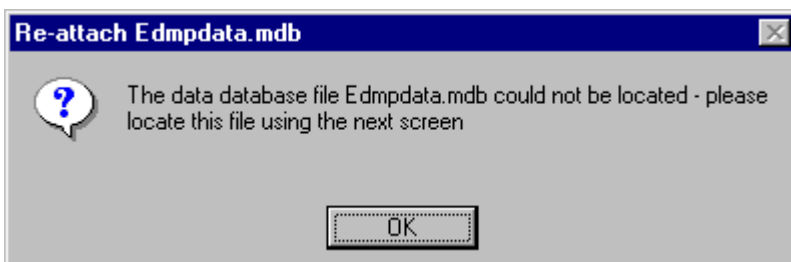 Re-attach Edmpdata.mdb
The data database file Edmpdata.mdb could not be located - please
locate this file using the next screen
OK